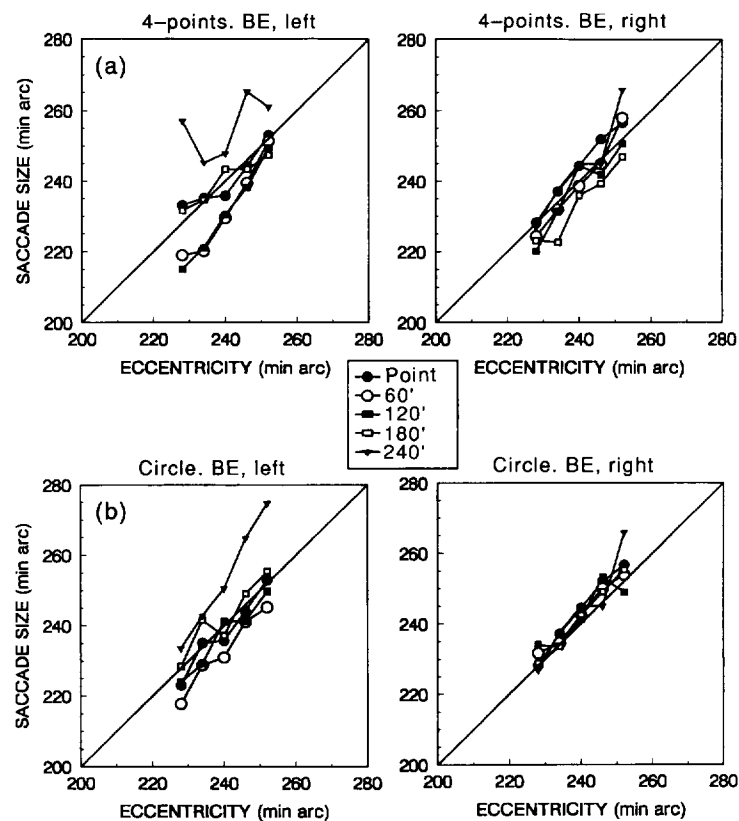 4-points. BE, left
4-points. BE, right
(a)
SACCADE SIZE (min arc)
280
260
240
220
200
200 220 240 260 280
ECCENTRICITY (min arc)
280
260
240
220
200
200 220 240 260 280
ECCENTRICITY (min arc)
Point
60'
120'
180'
240'
Circle. BE, left
Circle. BE, right
(b)
SACCADE SIZE (min arc)
280
260
240
220
200
200 220 240 260 280
ECCENTRICITY (min arc)
280
260
240
220
200
200 220 240 260 280
ECCENTRICITY (min arc)